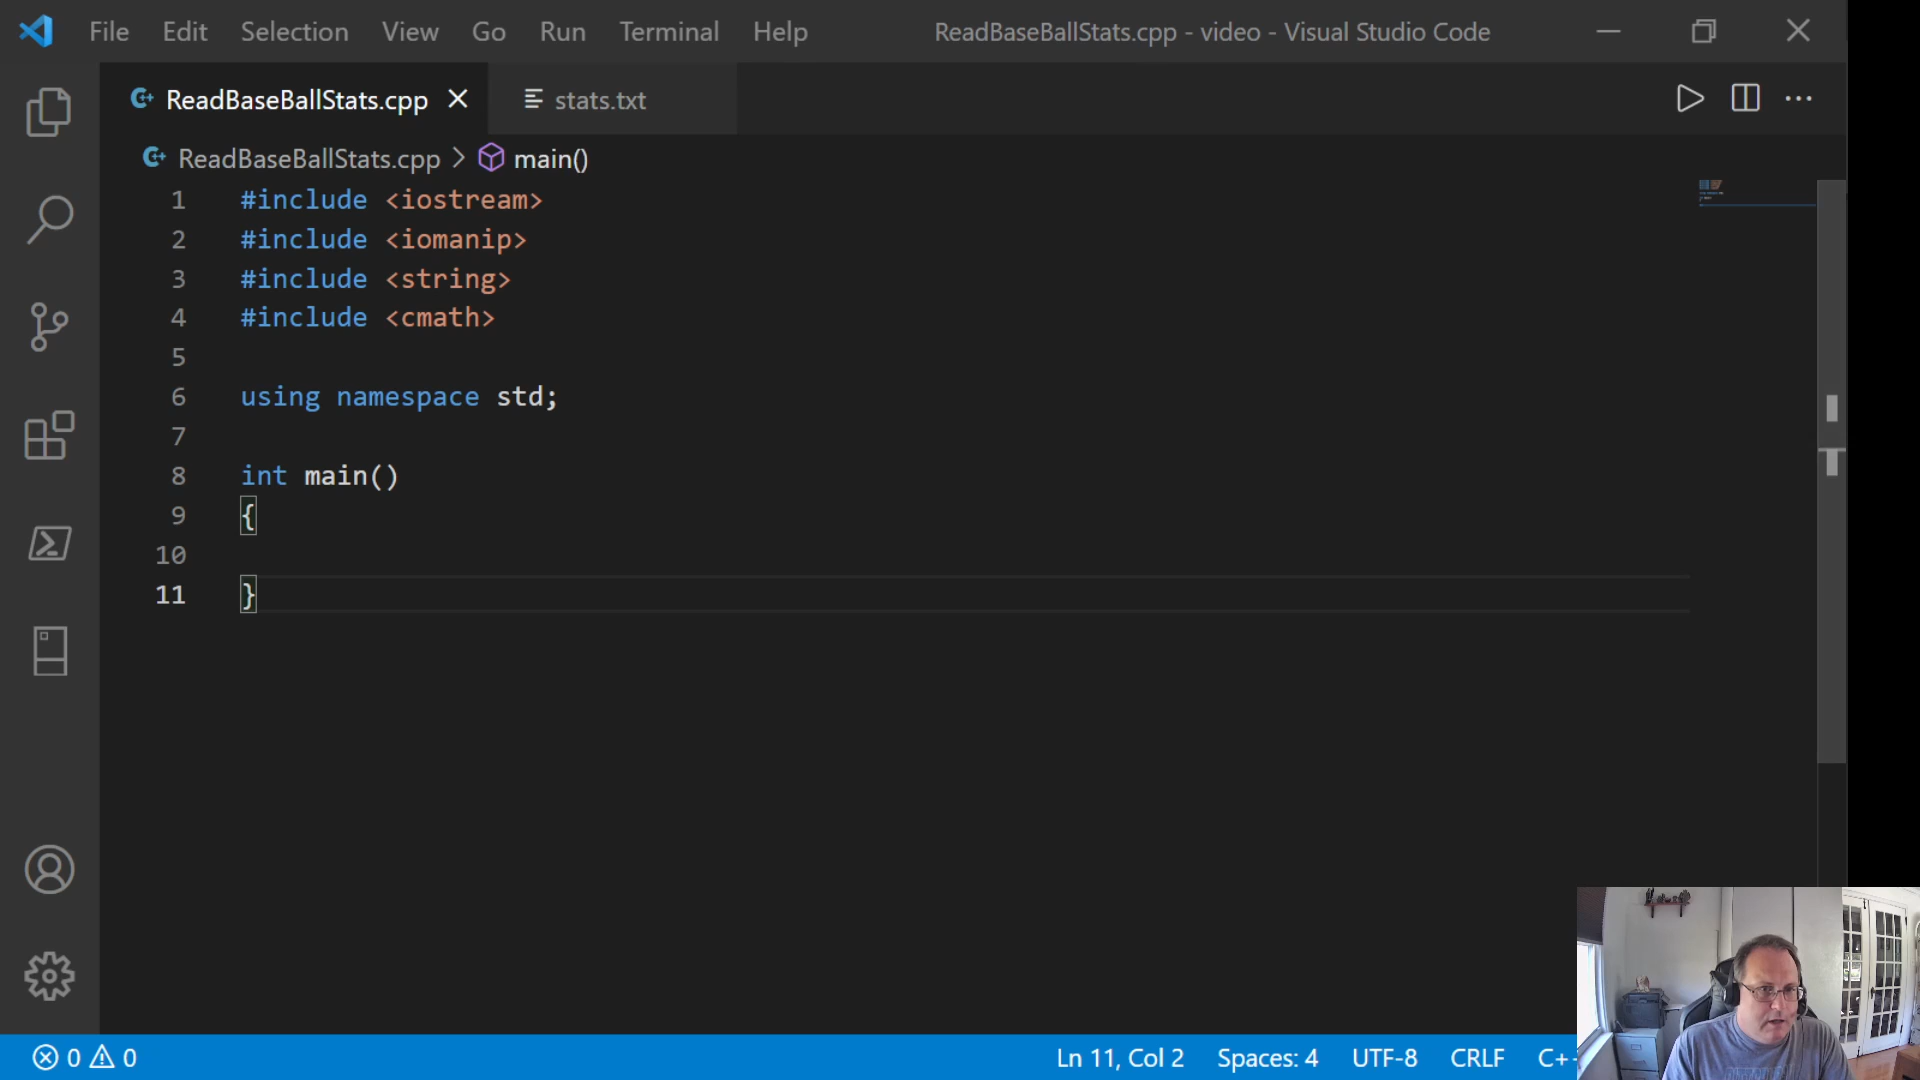 File Edit Selection View Go Run Terminal Help ReadBaseBallStats.cpp - video - Visual Studio Code
ReadBaseBallStats.cpp stats.txt
ReadBaseBallStats.cpp > main()
1 #include <iostream>
2 #include <iomanip>
3 #include <string>
4 #include <cmath>
5
6 using namespace std;
7
8 int main()
9 {
10
11 }
0 0 Ln 11, Col 2 Spaces: 4 UTF-8 CRLF C+